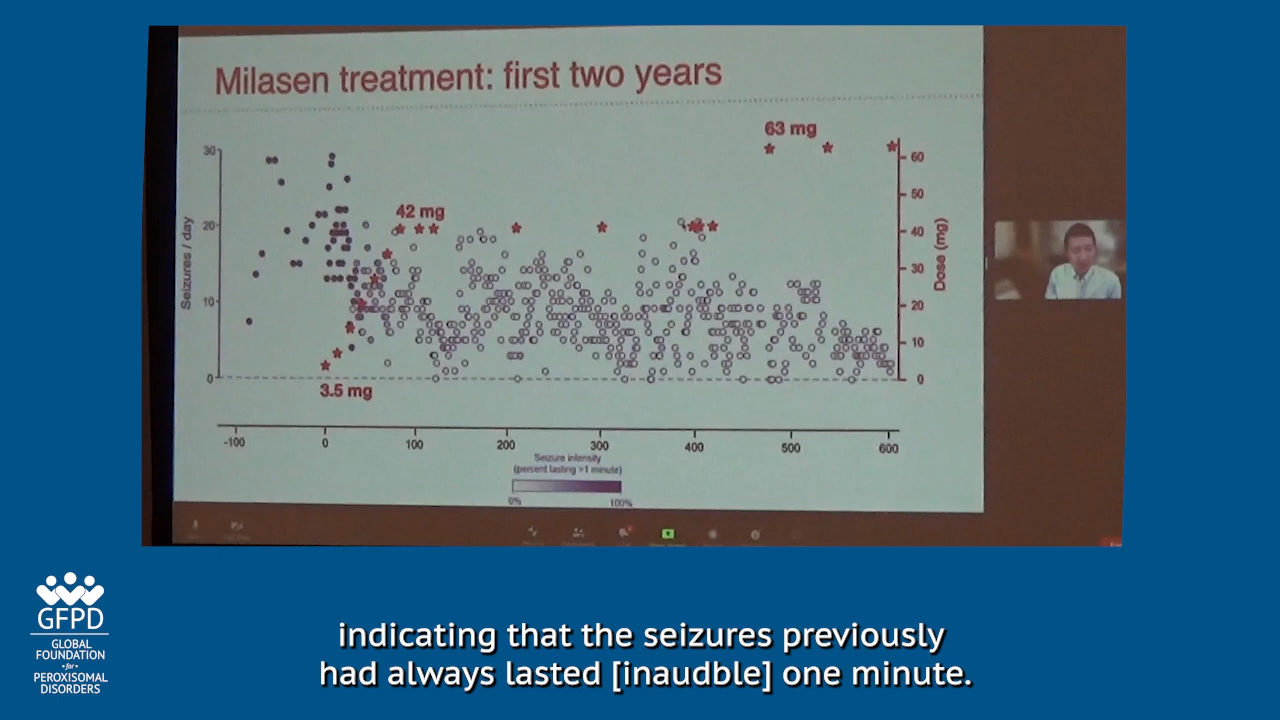 Milasen treatment: first two years
63 mg
30
60
50
42 mg
20
40
Seizures / day
Dose (mg)
30
10
20
10
0
0
3.5 mg
-100
0
100
200
300
400
500
600
Seizure intensity
(percent lasting >1 minute)
0%
100%
GFPD
GLOBAL
FOUNDATION
for
PEROXISOMAL
DISORDERS
indicating that the seizures previously
had always lasted [inaudble] one minute.